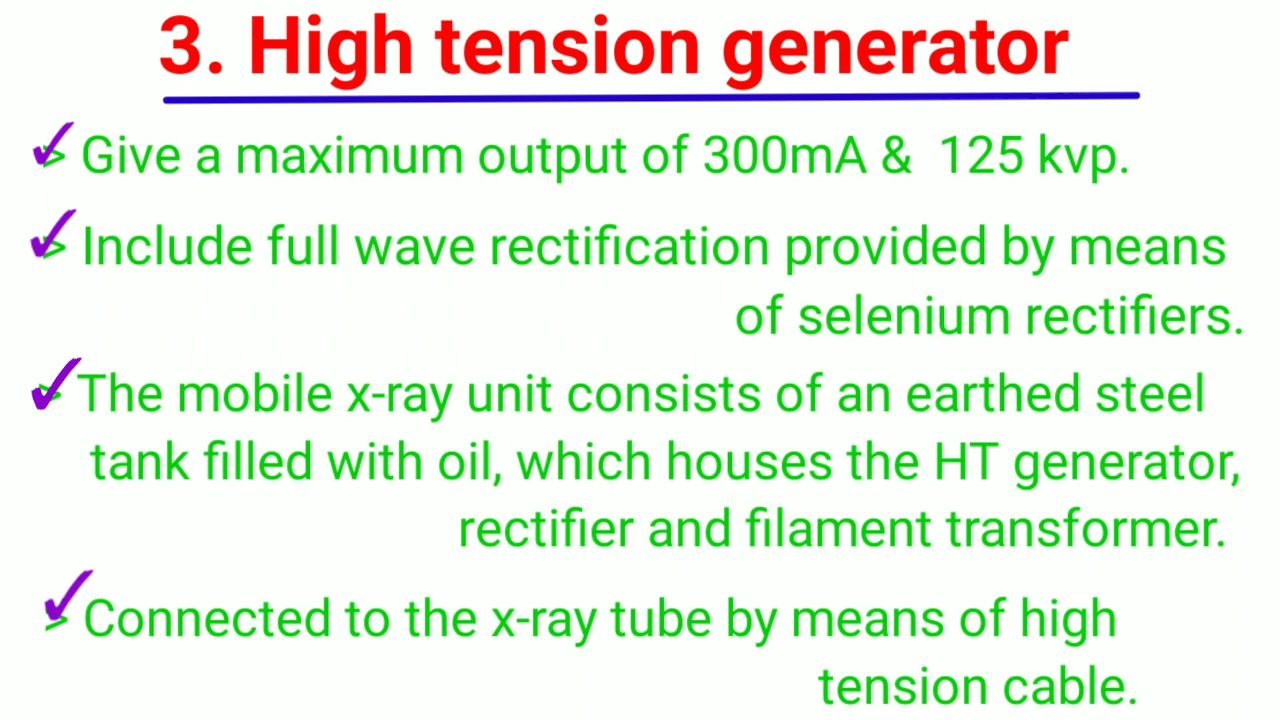 3. High tension generator
> Give a maximum output of 300mA & 125 kvp.
> Include full wave rectification provided by means
of selenium rectifiers.
> The mobile x-ray unit consists of an earthed steel
tank filled with oil, which houses the HT generator,
rectifier and filament transformer.
> Connected to the x-ray tube by means of high
tension cable.